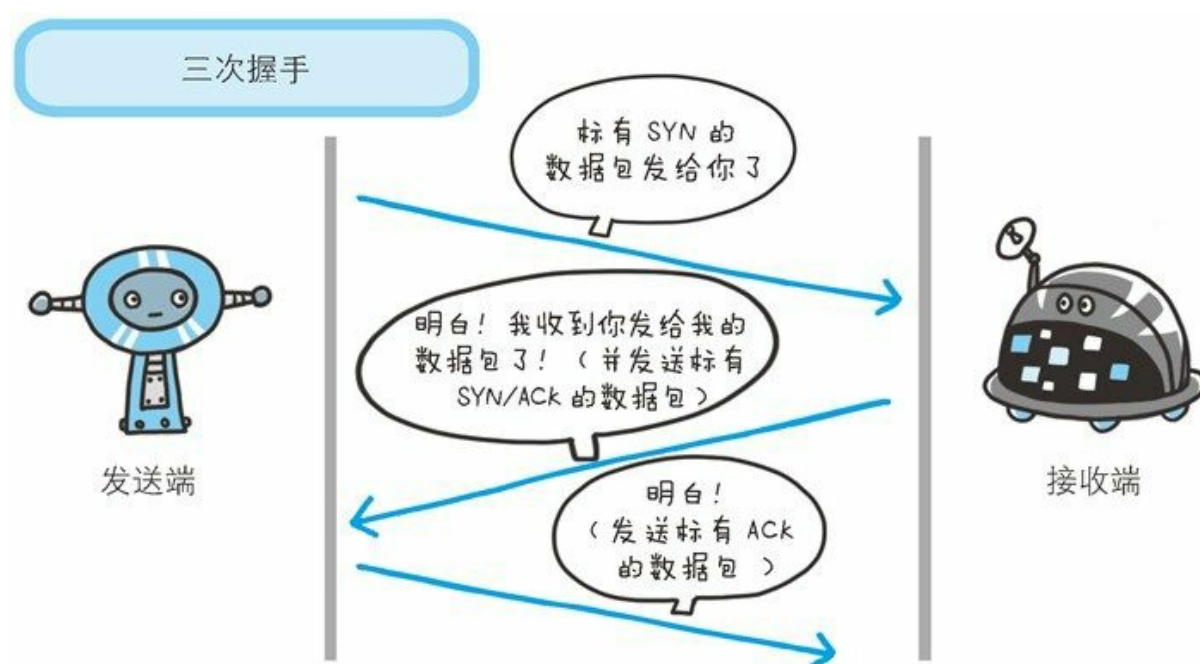 三次握手
标有 SYN 的
数据包发给你了
明白！我收到你发给我的
数据包了！（并发送标有
SYN/ACK 的数据包）
发送端
接收端
明白！
（发送标有 ACK
的数据包）